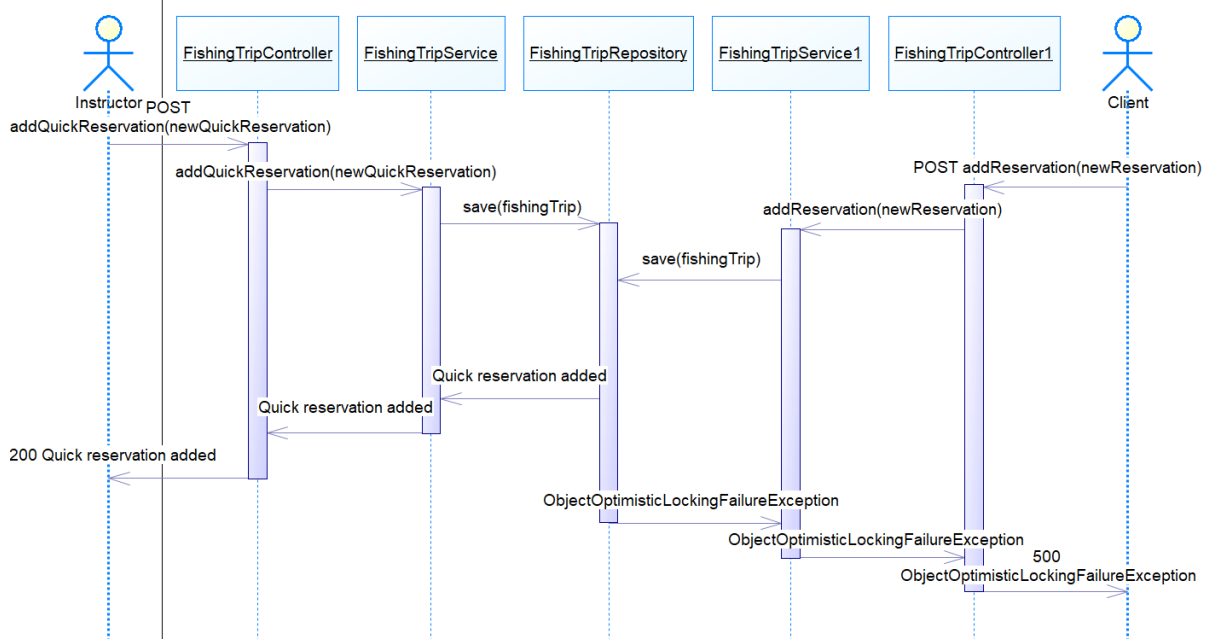 FishingTripController
FishingTripService
FishingTripRepository
FishingTripService1
FishingTripController1
Instructor
Client
POST
addQuickReservation(newQuickReservation)
addQuickReservation(newQuickReservation)
POST addReservation(newReservation)
save(fishingTrip)
addReservation(newReservation)
save(fishingTrip)
Quick reservation added
Quick reservation added
200 Quick reservation added
ObjectOptimisticLockingFailureException
ObjectOptimisticLockingFailureException
500
ObjectOptimisticLockingFailureException